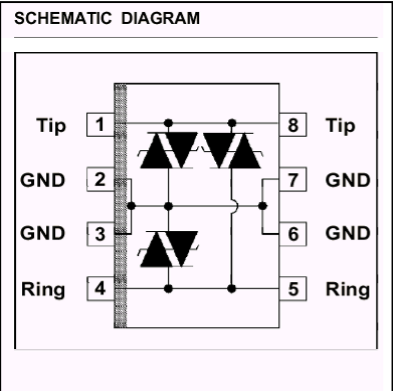 SCHEMATIC DIAGRAM
Tip 1 8 Tip
GND 2 7 GND
GND 3 6 GND
Ring 4 5 Ring